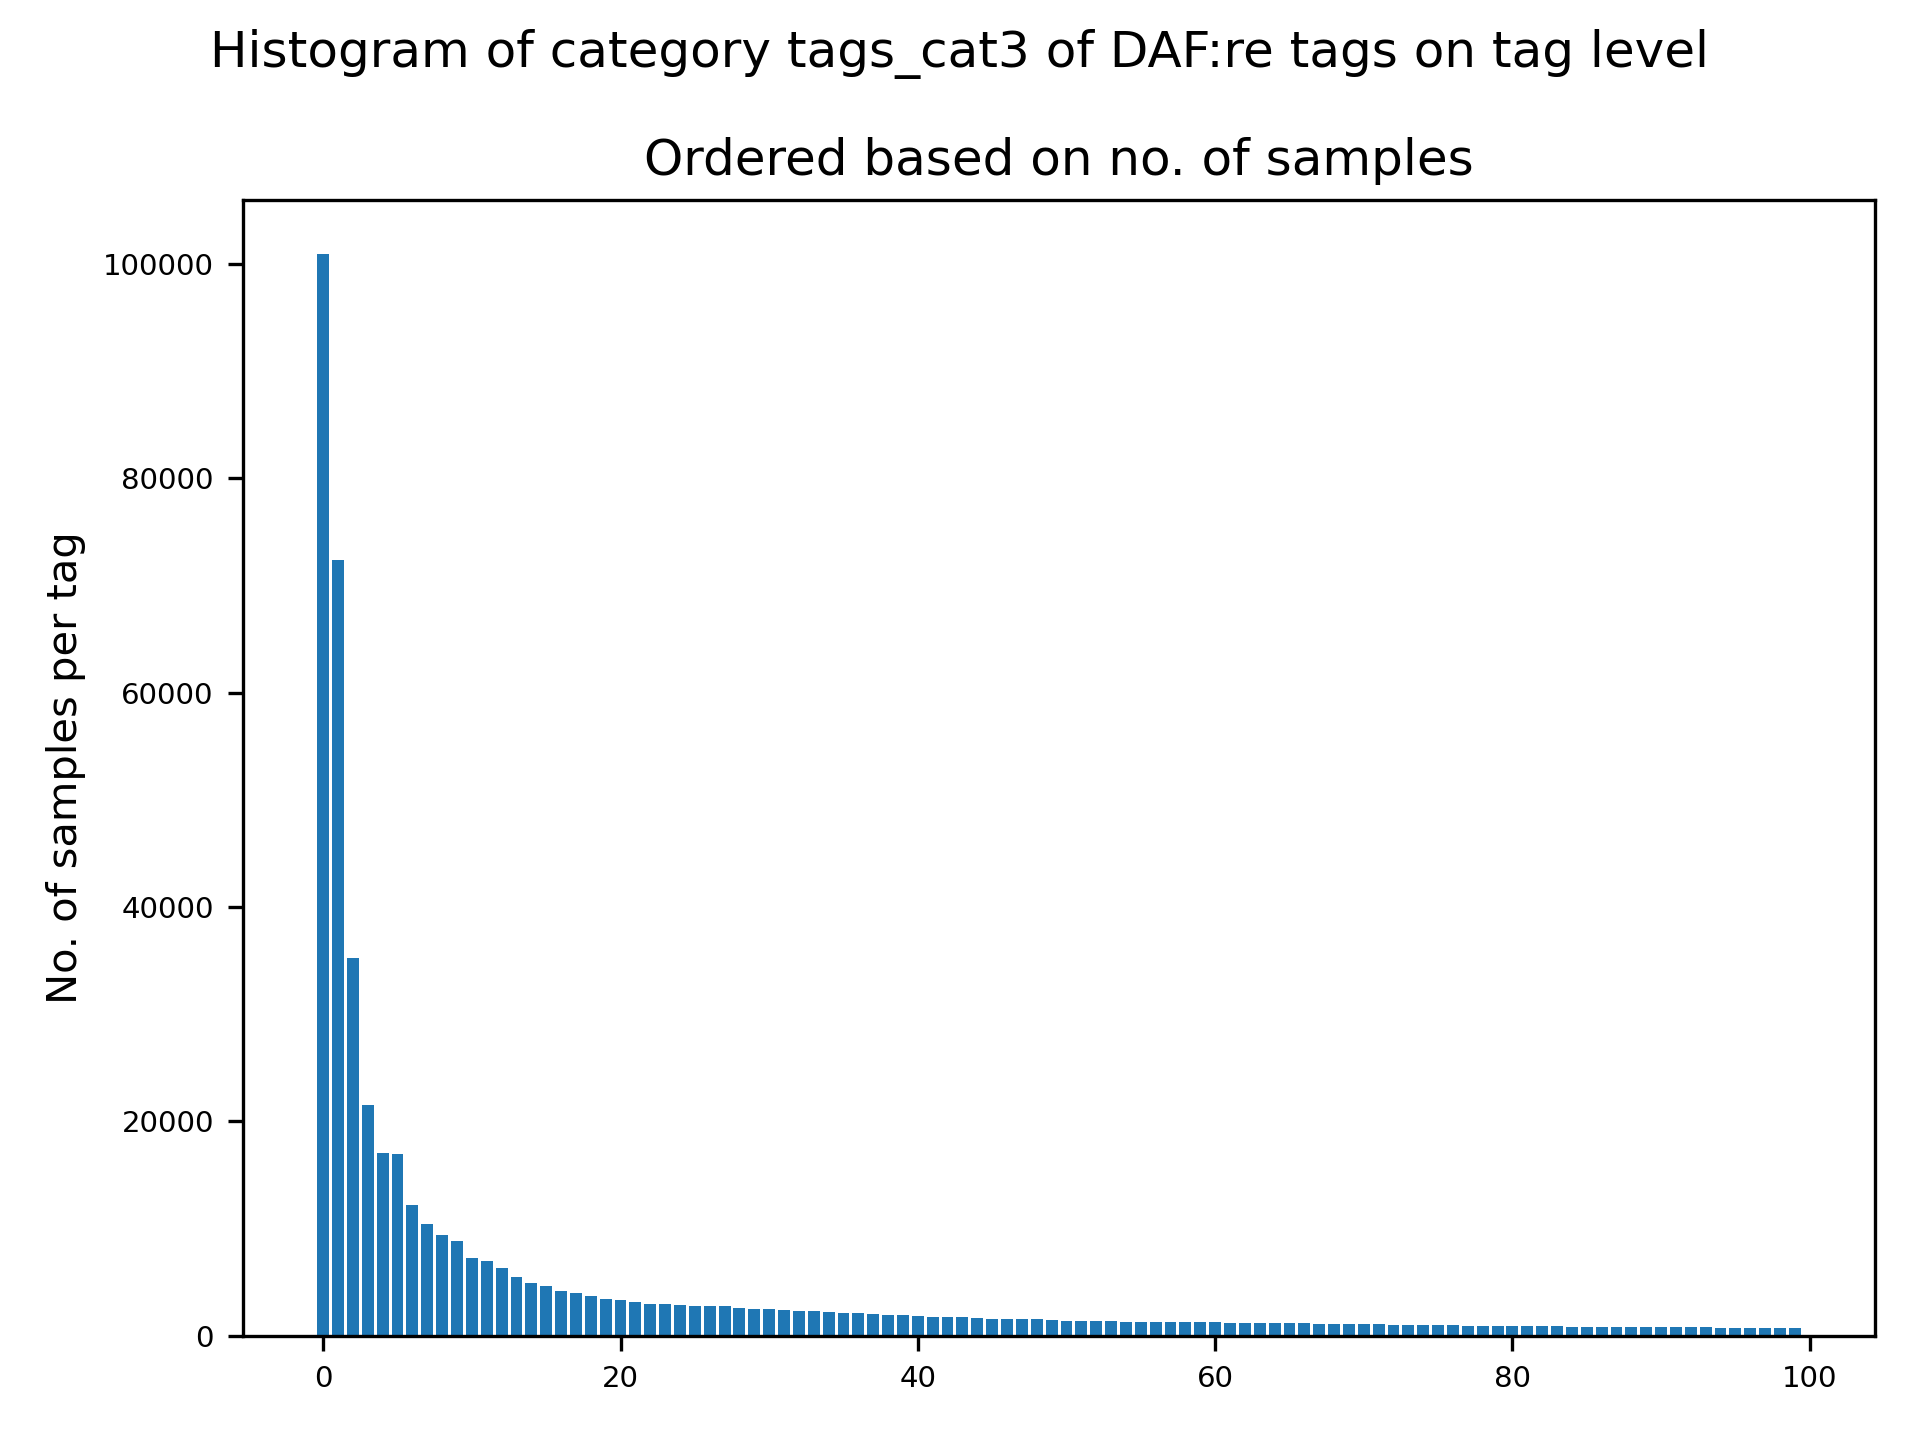 Histogram of category tags_cat3 of DAF:re tags on tag level
Ordered based on no. of samples
No. of samples per tag
100000
80000
60000
40000
20000
0
0 20 40 60 80 100